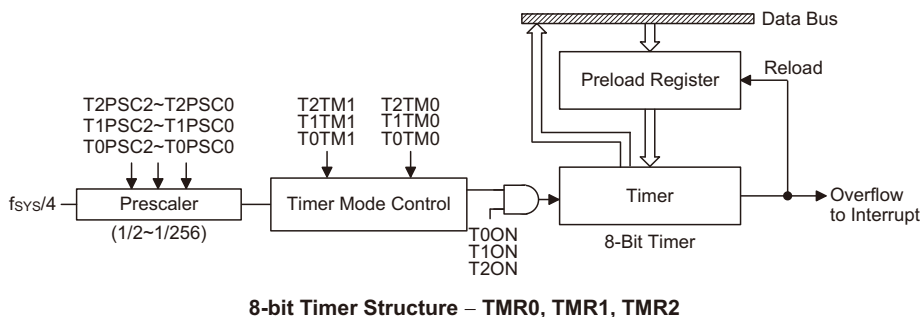 Data Bus
Preload Register
Reload
T2PSC2~T2PSC0
T1PSC2~T1PSC0
T0PSC2~T0PSC0
T2TM1
T1TM1
T0TM1
T2TM0
T1TM0
T0TM0
fSYS/4
Prescaler
(1/2~1/256)
Timer Mode Control
T0ON
T1ON
T2ON
Timer
8-Bit Timer
Overflow
to Interrupt
8-bit Timer Structure – TMR0, TMR1, TMR2